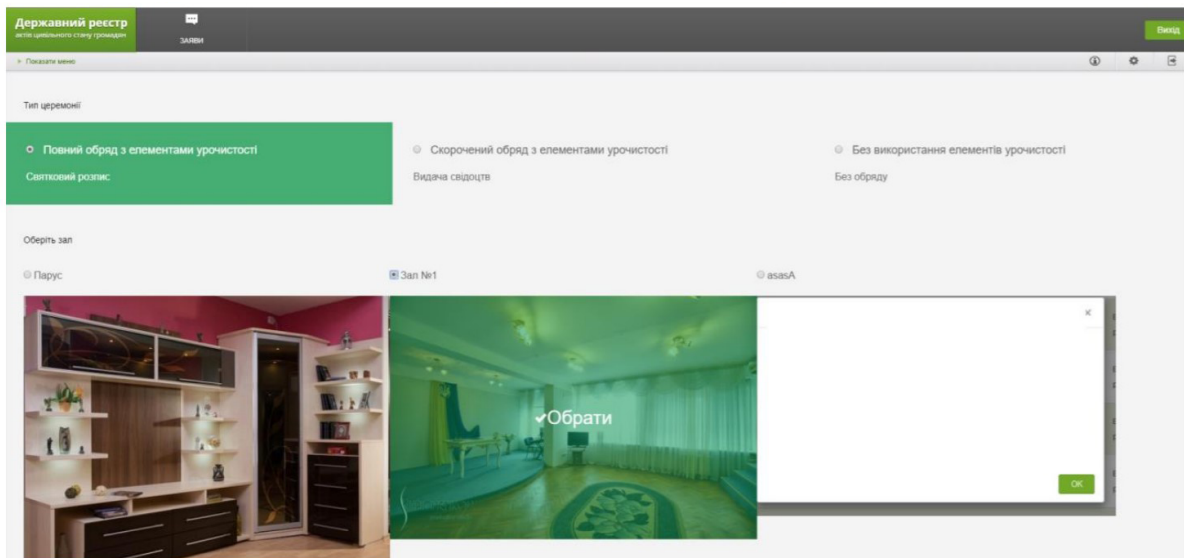 Державний реєстр
актів цивільного стану громадян
ЗАЯВИ
Вихід
Показати меню
Тип церемонії
Повний обряд з елементами урочистості
Скорочений обряд з елементами урочистості
Без використання елементів урочистості
Святковий розпис
Видача свідоцтв
Без обряду
Оберіть зал
Парус
Зал №1
asasA
Обрати
OK